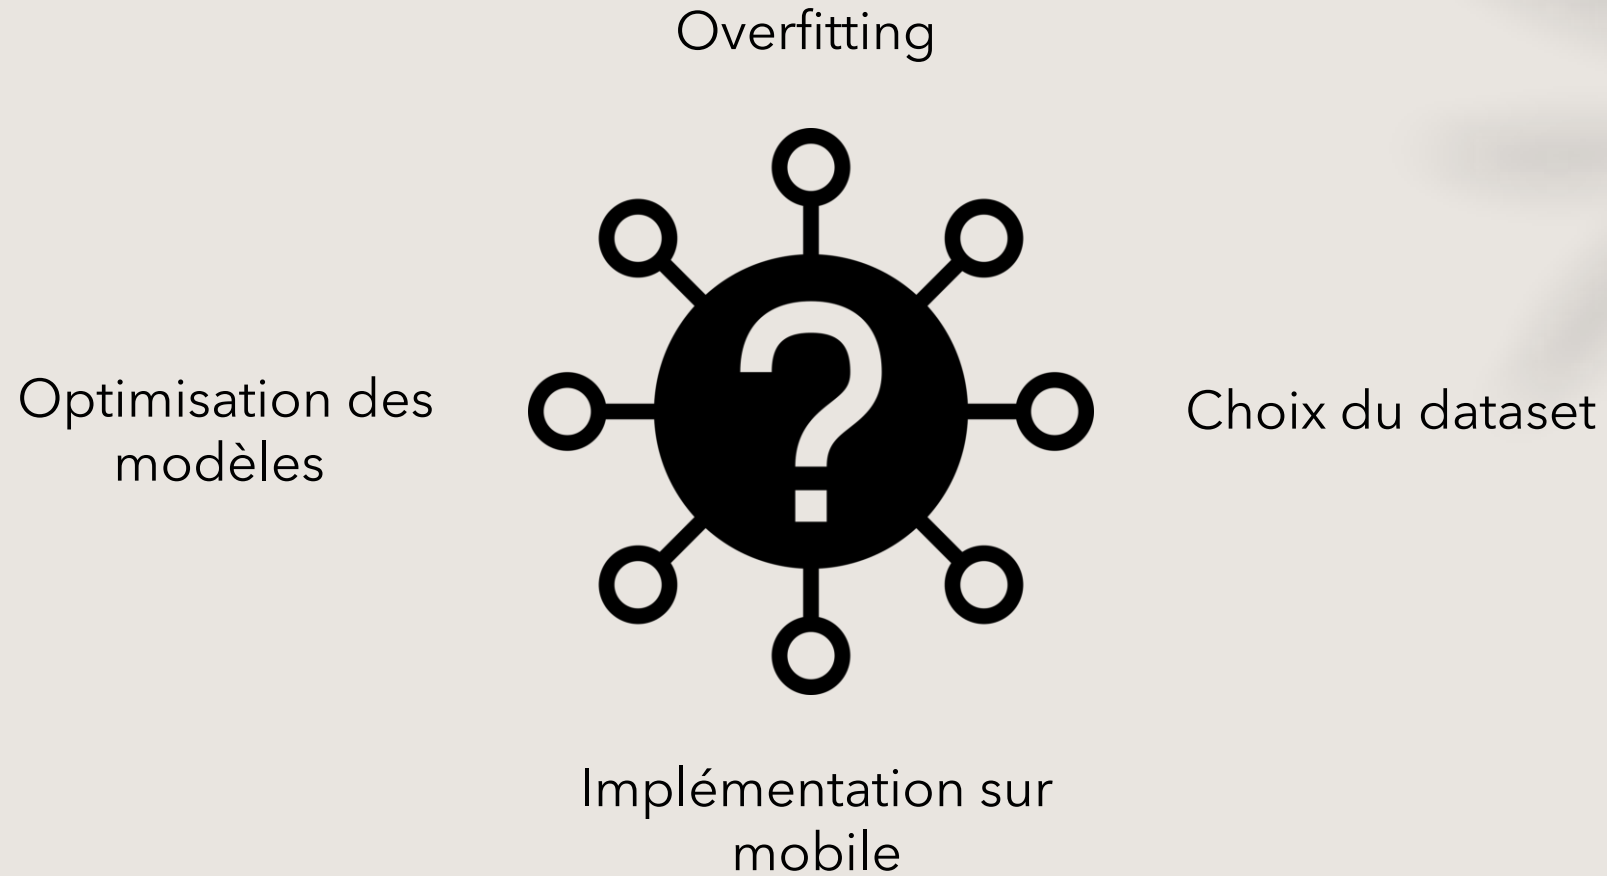 Overfitting
?
Optimisation des
modèles
Choix du dataset
Implémentation sur
mobile